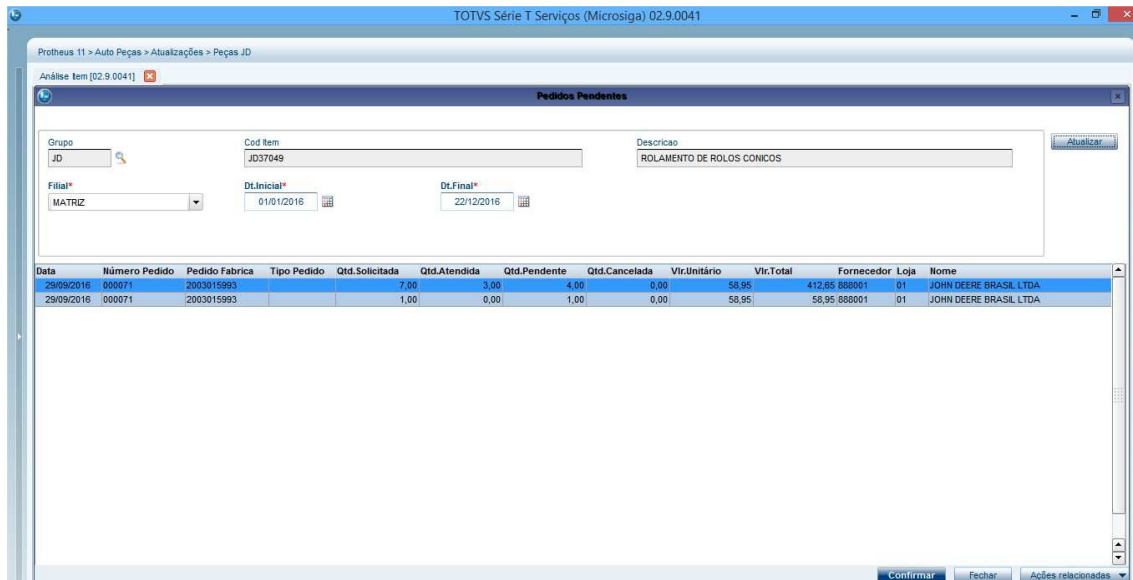 TOTVS Série T Serviços (Microsiga) 02.9.0041
Protheus 11 > Auto Peças > Atualizações > Peças JD
Análise Item [02.9.0041]
Pedidos Pendentes
Grupo Cod Item Descricao
JD JD37049 ROLAMENTO DE ROLOS CONICOS
Atualizar
Filial* Dt.Inicial* Dt.Final*
MATRIZ 01/01/2016 22/12/2016
Data Número Pedido Pedido Fabrica Tipo Pedido Qtd.Solicitada Qtd.Atendida Qtd.Pendente Qtd.Cancelada Vlr.Unitário Vlr.Total Fornecedor Loja Nome
29/09/2016 000071 2003015993 7,00 3,00 4,00 0,00 58,95 412,65 888001 01 JOHN DEERE BRASIL LTDA
29/09/2016 000071 2003015993 1,00 0,00 1,00 0,00 58,95 58,95 888001 01 JOHN DEERE BRASIL LTDA
Confirmar Fechar Ações relacionadas